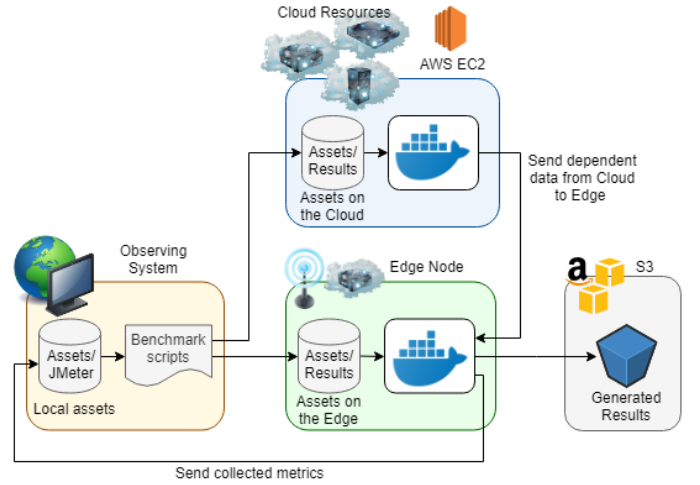 Cloud Resources
AWS EC2
Assets/
Results
Assets on
the Cloud
Send dependent
data from Cloud
to Edge
Observing
System
Edge Node
a
S3
Assets/
JMeter
Benchmark
scripts
Assets/
Results
Local assets
Assets on
the Edge
Generated
Results
Send collected metrics